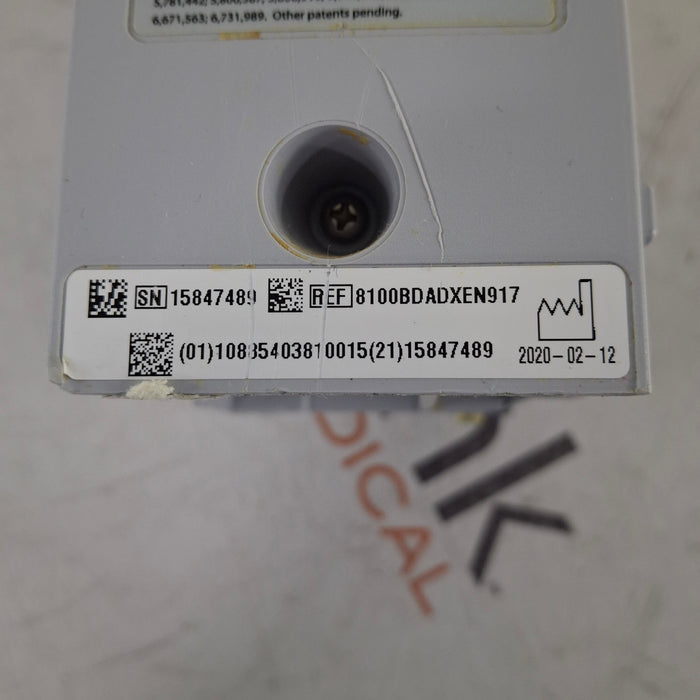 6,671,563; 6,731,989. Other patents pending.
SN 15847489 REF 8100BDADXEN917
(01)10885403810015(21)15847489 2020-02-12
DICAL